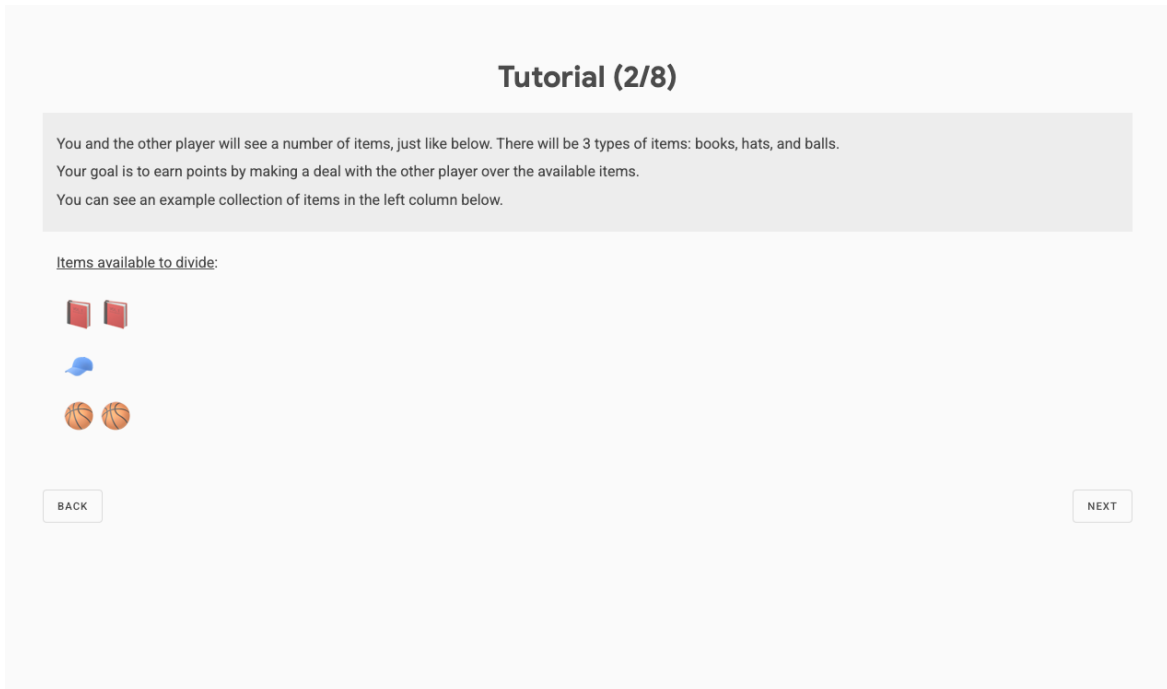 Tutorial (2/8)
You and the other player will see a number of items, just like below. There will be 3 types of items: books, hats, and balls.
Your goal is to earn points by making a deal with the other player over the available items.
You can see an example collection of items in the left column below.
Items available to divide:
BACK
NEXT